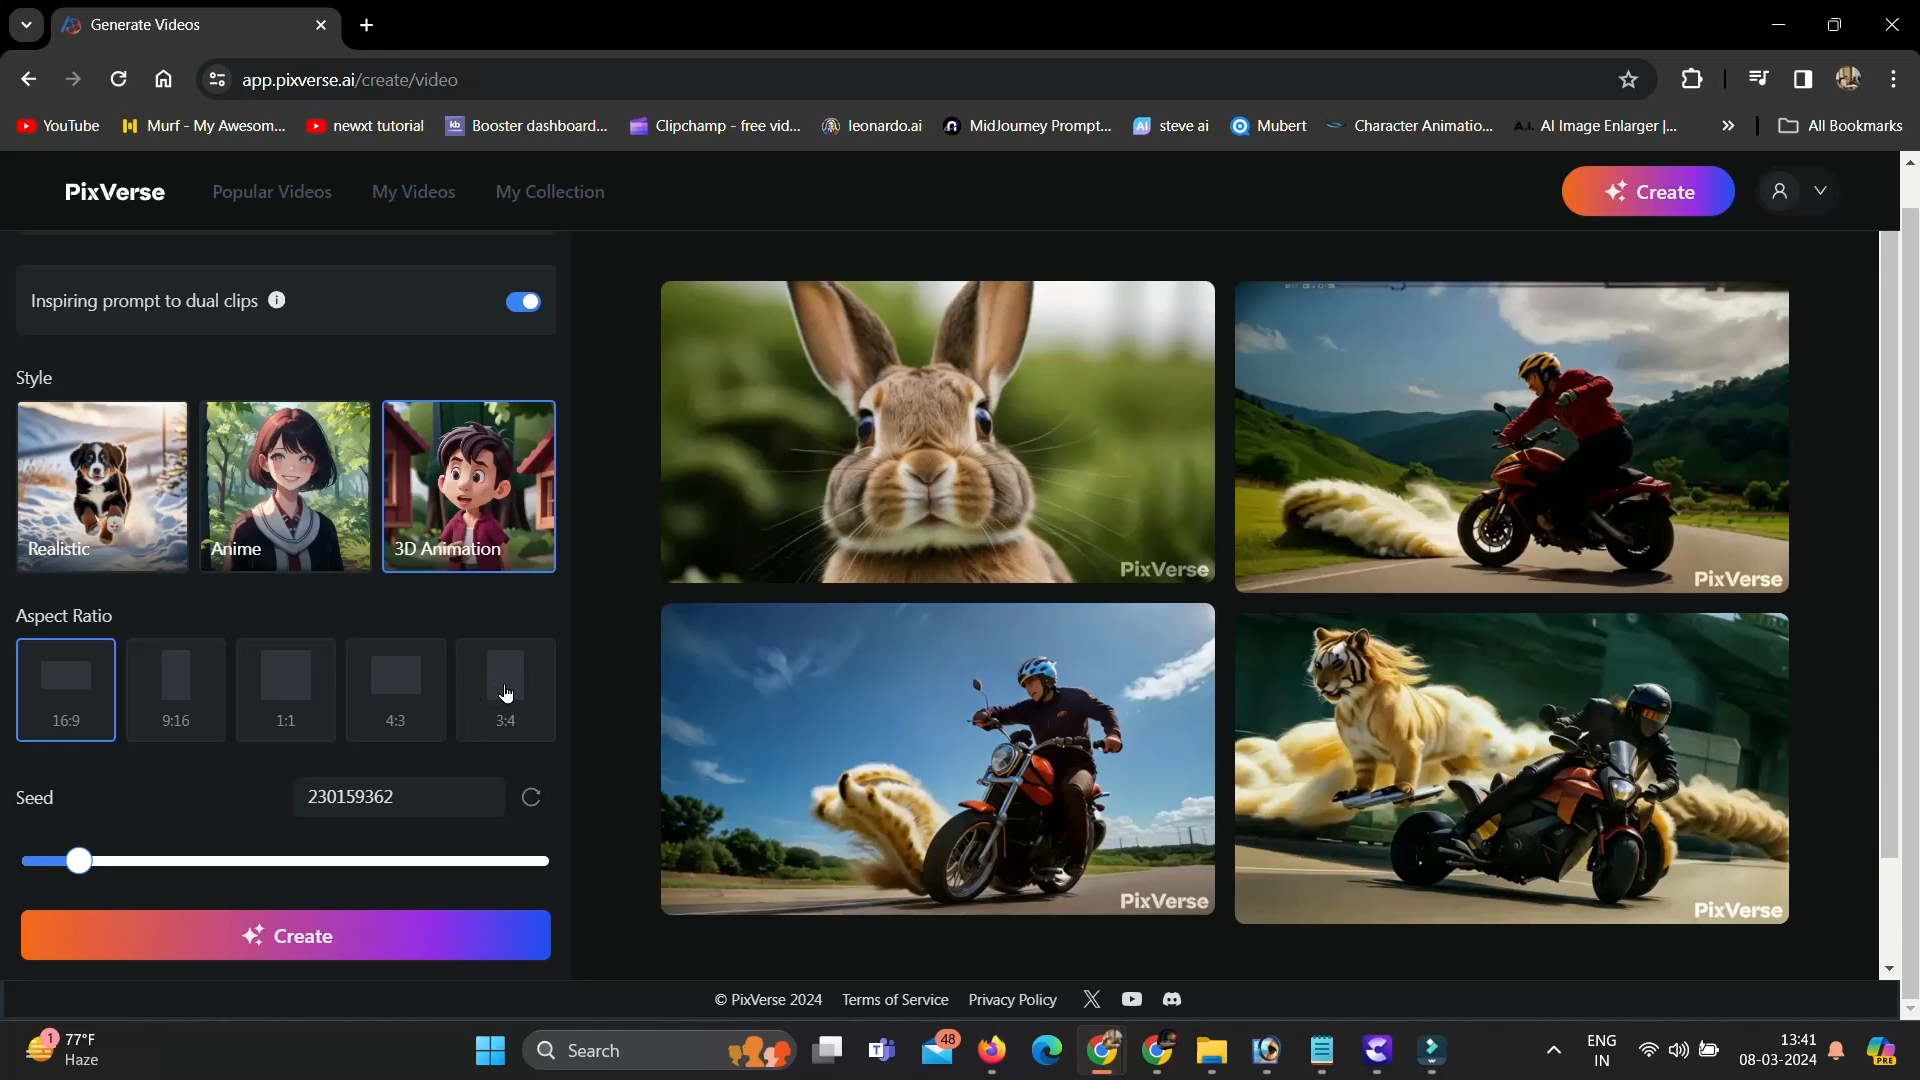 Generate Videos
app.pixverse.ai/create/video
YouTube Murf - My Awesom... newxt tutorial kb Booster dashboard... Clipchamp - free vid... leonardo.ai MidJourney Prompt... AI steve ai Mubert Character Animatio... A.I. AI Image Enlarger |... » All Bookmarks
PixVerse Popular Videos My Videos My Collection Create
Inspiring prompt to dual clips i
Style
Realistic Anime 3D Animation
Aspect Ratio
16:9 9:16 1:1 4:3 3:4
Seed 230159362
Create
PixVerse
PixVerse
PixVerse
PixVerse
© PixVerse 2024 Terms of Service Privacy Policy
1 77°F
Haze
Search
48
ENG
IN
13:41
08-03-2024
PRE